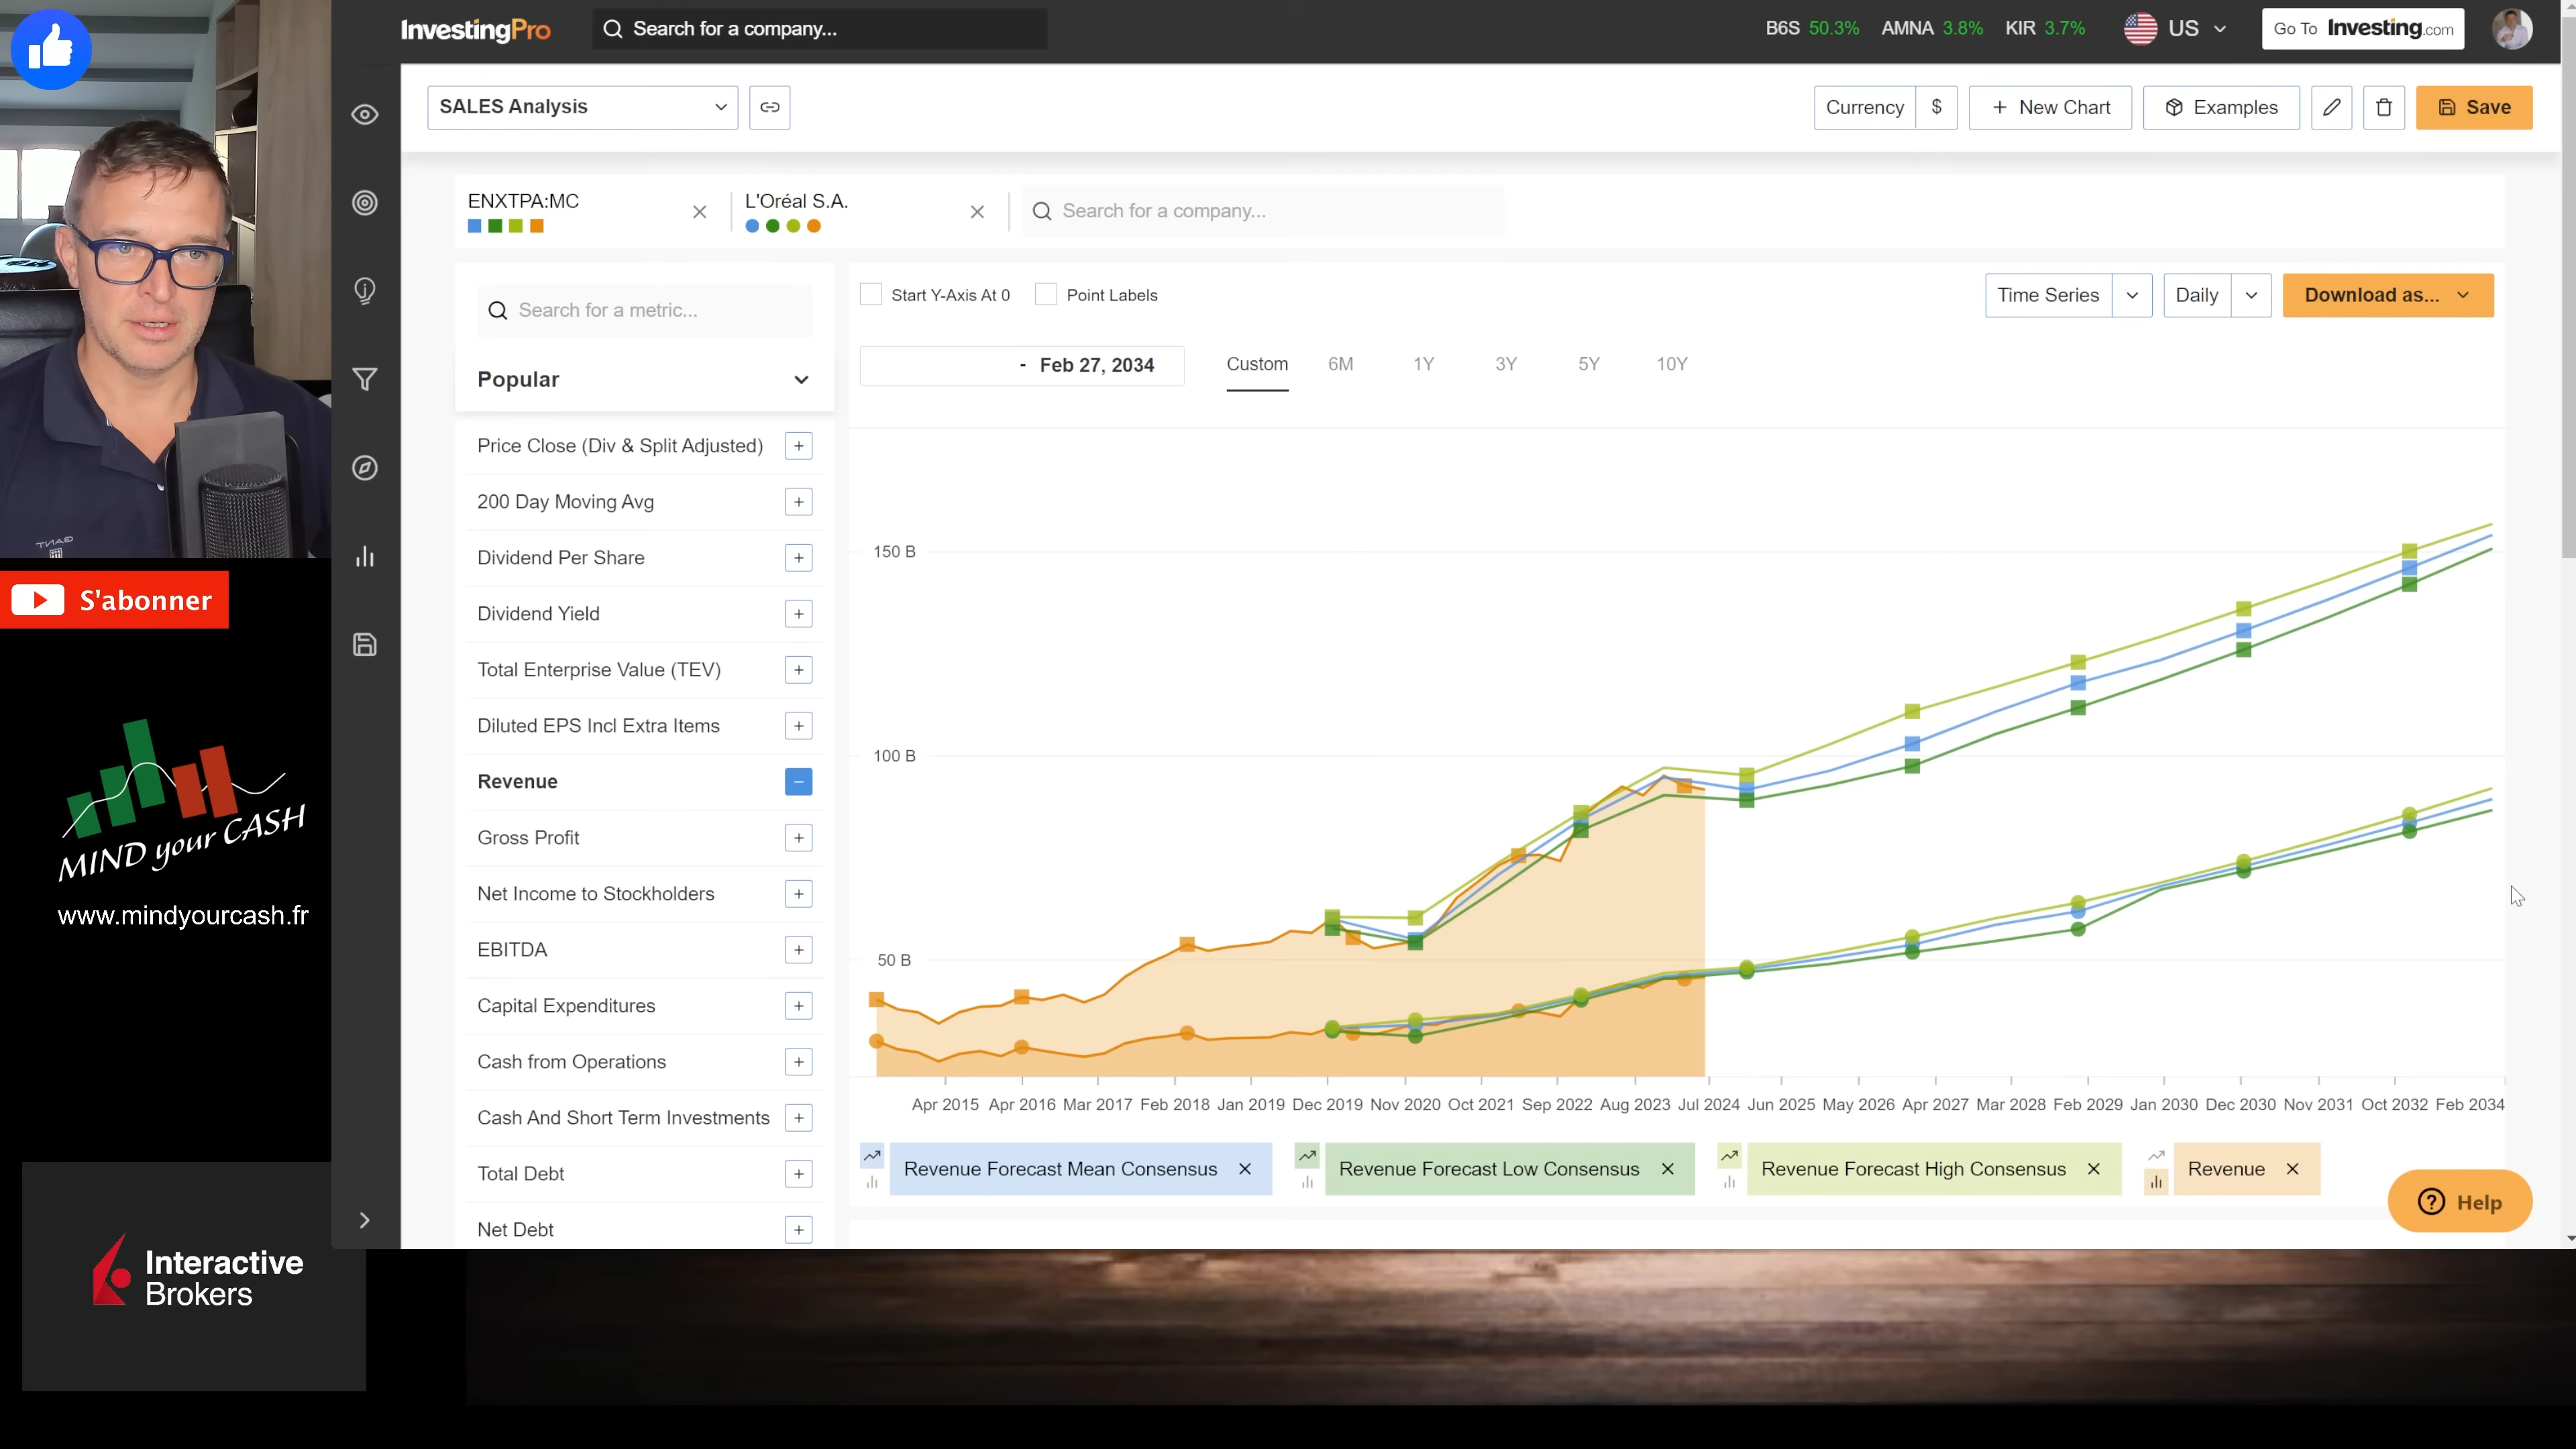 InvestingPro
Search for a company...
B6S 50.3% AMNA 3.8% KIR 3.7%
US
Go To Investing.com
SALES Analysis
Currency $
+ New Chart
Examples
Save
ENXTPA:MC
L'Oréal S.A.
Search for a company...
Search for a metric...
Popular
Price Close (Div & Split Adjusted)
200 Day Moving Avg
Dividend Per Share
Dividend Yield
Total Enterprise Value (TEV)
Diluted EPS Incl Extra Items
Revenue
Gross Profit
Net Income to Stockholders
EBITDA
Capital Expenditures
Cash from Operations
Cash And Short Term Investments
Total Debt
Net Debt
Start Y-Axis At 0
Point Labels
Time Series
Daily
Download as...
- Feb 27, 2034
Custom 6M 1Y 3Y 5Y 10Y
150 B
100 B
50 B
Apr 2015 Apr 2016 Mar 2017 Feb 2018 Jan 2019 Dec 2019 Nov 2020 Oct 2021 Sep 2022 Aug 2023 Jul 2024 Jun 2025 May 2026 Apr 2027 Mar 2028 Feb 2029 Jan 2030 Dec 2030 Nov 2031 Oct 2032 Feb 2034
Revenue Forecast Mean Consensus
Revenue Forecast Low Consensus
Revenue Forecast High Consensus
Revenue
Help
GANT
S'abonner
MIND your CASH
www.mindyourcash.fr
Interactive
Brokers